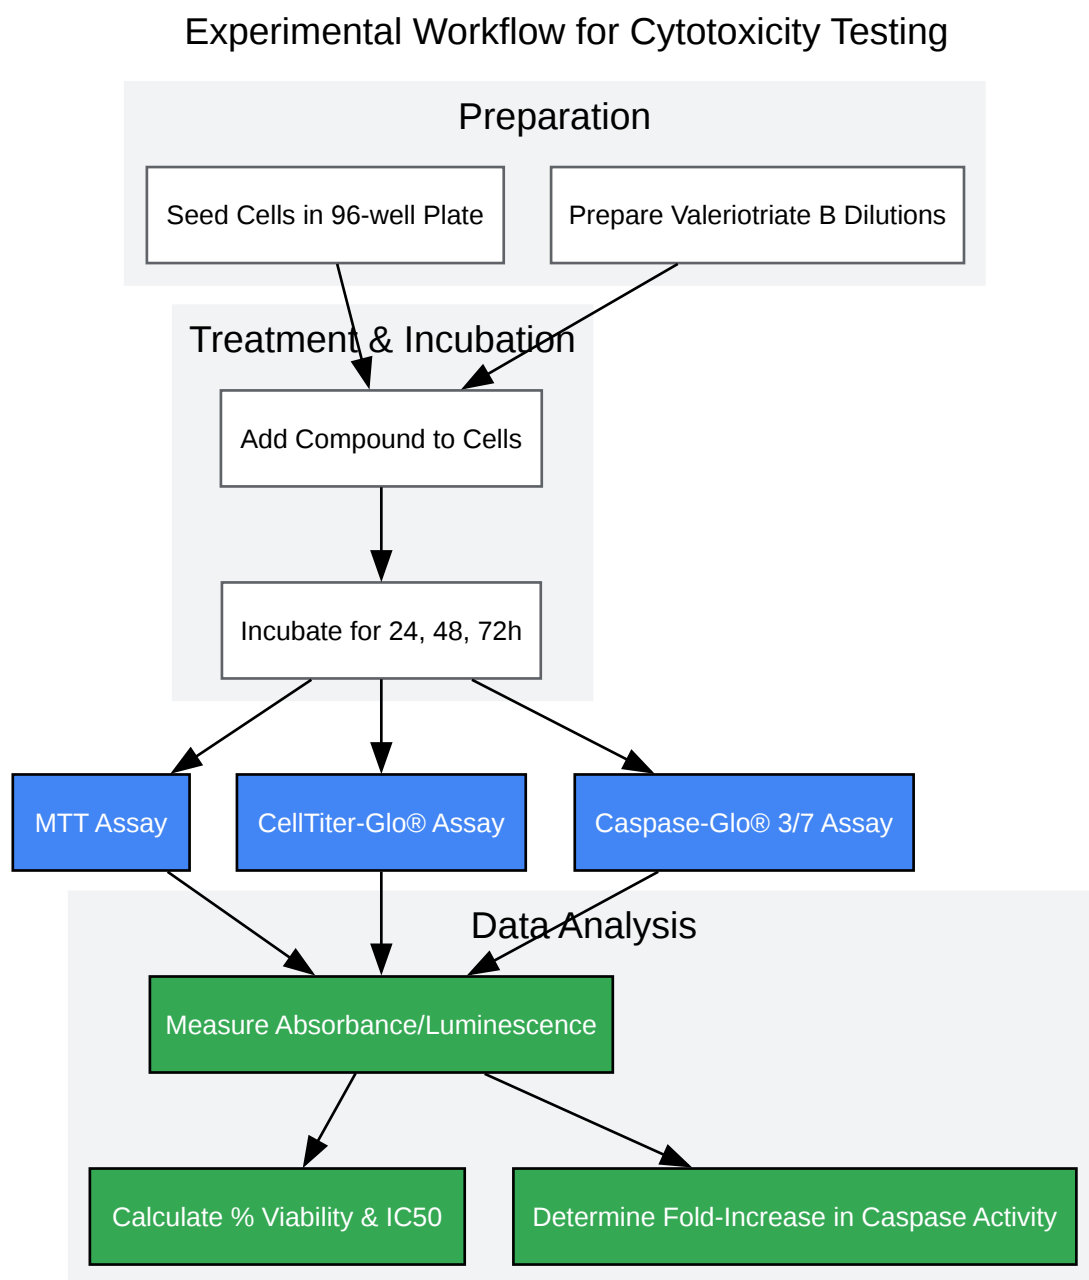 Experimental Workflow for Cytotoxicity Testing
Preparation
Seed Cells in 96-well Plate
Prepare Valeriotriate B Dilutions
Treatment & Incubation
Add Compound to Cells
Incubate for 24, 48, 72h
MTT Assay
CellTiter-Glo® Assay
Caspase-Glo® 3/7 Assay
Data Analysis
Measure Absorbance/Luminescence
Calculate % Viability & IC50
Determine Fold-Increase in Caspase Activity